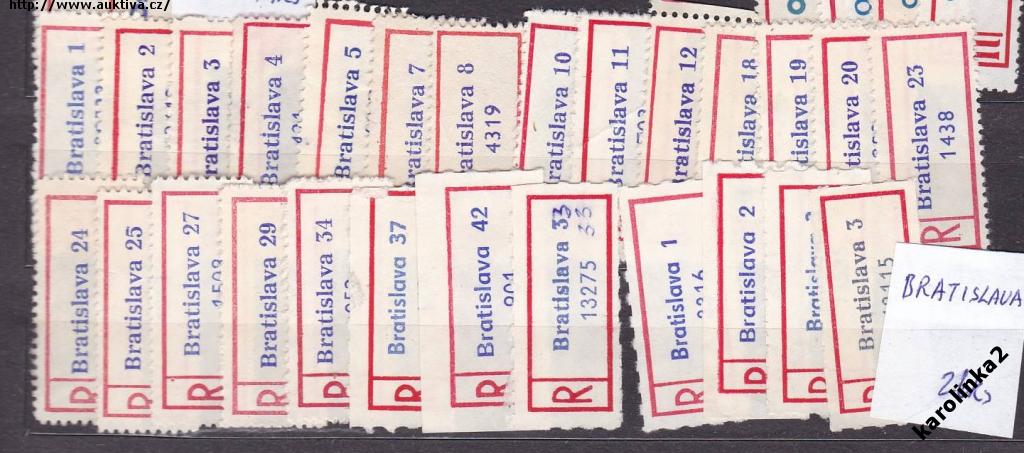 http://www.auktiva.cz/
Bratislava 1
Bratislava 2
Bratislava 3
Bratislava 4
Bratislava 5
Bratislava 7
Bratislava 8
4319
Bratislava 10
Bratislava 11
Bratislava 12
Bratislava 18
Bratislava 19
Bratislava 20
Bratislava 23
1438
R
Bratislava 24
Bratislava 25
Bratislava 27
R
Bratislava 29
Bratislava 34
Bratislava 37
Bratislava 42
Bratislava 33
33
13275
R
Bratislava 1
Bratislava 2
Bratislava 3
BRATISLAVA
karolinka2